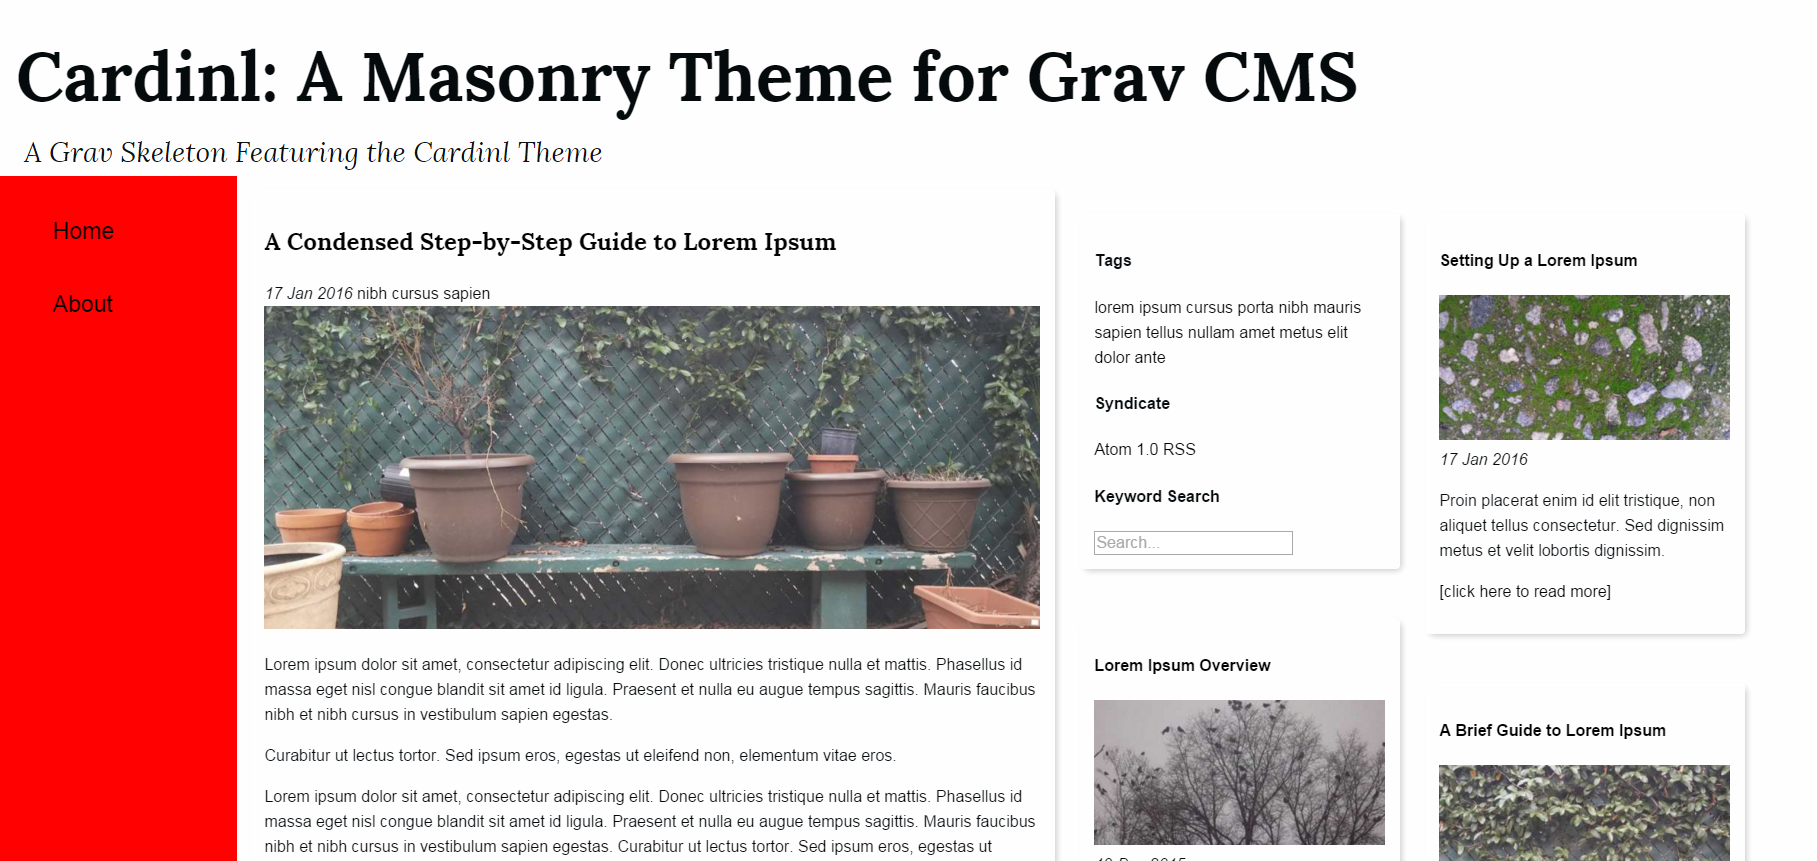 Cardinl: A Masonry Theme for Grav CMS
A Grav Skeleton Featuring the Cardinl Theme
Home
About
A Condensed Step-by-Step Guide to Lorem Ipsum
17 Jan 2016 nibh cursus sapien
Lorem ipsum dolor sit amet, consectetur adipiscing elit. Donec ultricies tristique nulla et mattis. Phasellus id
massa eget nisl congue blandit sit amet id ligula. Praesent et nulla eu augue tempus sagittis. Mauris faucibus
nibh et nibh cursus in vestibulum sapien egestas.
Curabitur ut lectus tortor. Sed ipsum eros, egestas ut eleifend non, elementum vitae eros.
Lorem ipsum dolor sit amet, consectetur adipiscing elit. Donec ultricies tristique nulla et mattis. Phasellus id
massa eget nisl congue blandit sit amet id ligula. Praesent et nulla eu augue tempus sagittis. Mauris faucibus
nibh et nibh cursus in vestibulum sapien egestas. Curabitur ut lectus tortor. Sed ipsum eros, egestas ut
Tags
lorem ipsum cursus porta nibh mauris
sapien tellus nullam amet metus elit
dolor ante
Syndicate
Atom 1.0 RSS
Keyword Search
Search...
Lorem Ipsum Overview
Setting Up a Lorem Ipsum
17 Jan 2016
Proin placerat enim id elit tristique, non
aliquet tellus consectetur. Sed dignissim
metus et velit lobortis dignissim.
[click here to read more]
A Brief Guide to Lorem Ipsum